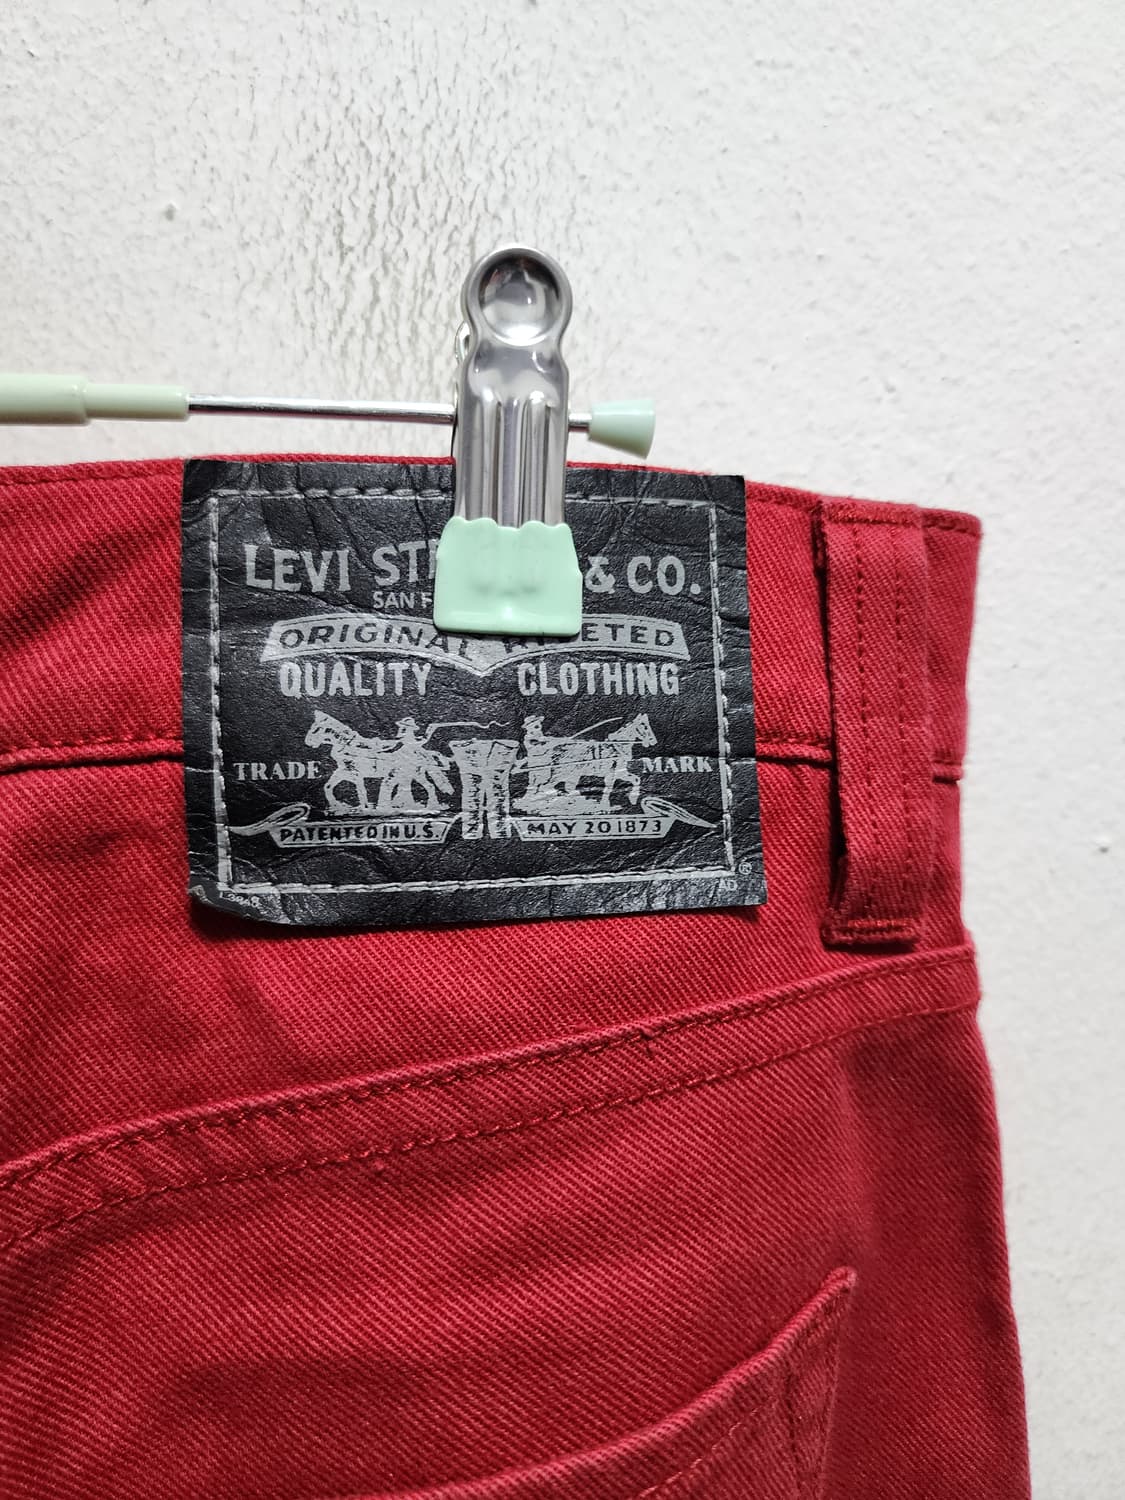 LEVI ST & CO.
SAN F
ORIGINAL R ETED
QUALITY CLOTHING
TRADE MARK
PATENTED IN U.S. MAY 20 1873
®